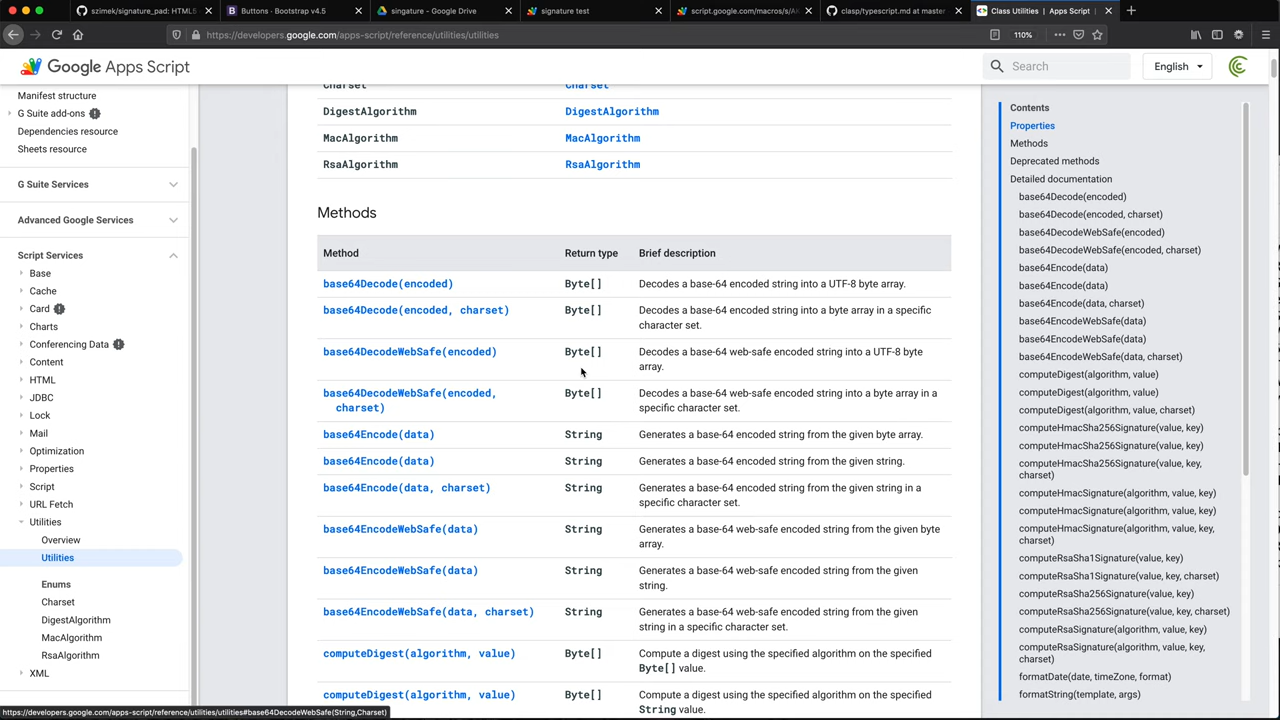 szimek/signature_pad: HTML5
Buttons · Bootstrap v4.5
singature - Google Drive
signature test
script.google.com/macros/s/A
clasp/typescript.md at master
Class Utilities | Apps Script |
https://developers.google.com/apps-script/reference/utilities/utilities
110%
Google Apps Script
Search
English
Manifest structure
G Suite add-ons
Dependencies resource
Sheets resource
G Suite Services
Advanced Google Services
Script Services
Base
Cache
Card
Charts
Conferencing Data
Content
HTML
JDBC
Lock
Mail
Optimization
Properties
Script
URL Fetch
Utilities
Overview
Utilities
Enums
Charset
DigestAlgorithm
MacAlgorithm
RsaAlgorithm
XML
Charset Charset
DigestAlgorithm DigestAlgorithm
MacAlgorithm MacAlgorithm
RsaAlgorithm RsaAlgorithm
Methods
Method Return type Brief description
base64Decode(encoded) Byte[] Decodes a base-64 encoded string into a UTF-8 byte array.
base64Decode(encoded, charset) Byte[] Decodes a base-64 encoded string into a byte array in a specific
character set.
base64DecodeWebSafe(encoded) Byte[] Decodes a base-64 web-safe encoded string into a UTF-8 byte
array.
base64DecodeWebSafe(encoded, Byte[] Decodes a base-64 web-safe encoded string into a byte array in a
charset) specific character set.
base64Encode(data) String Generates a base-64 encoded string from the given byte array.
base64Encode(data) String Generates a base-64 encoded string from the given string.
base64Encode(data, charset) String Generates a base-64 encoded string from the given string in a
specific character set.
base64EncodeWebSafe(data) String Generates a base-64 web-safe encoded string from the given byte
array.
base64EncodeWebSafe(data) String Generates a base-64 web-safe encoded string from the given
string.
base64EncodeWebSafe(data, charset) String Generates a base-64 web-safe encoded string from the given
string in a specific character set.
computeDigest(algorithm, value) Byte[] Compute a digest using the specified algorithm on the specified
Byte[] value.
computeDigest(algorithm, value) Byte[] Compute a digest using the specified algorithm on the specified
String value.
Contents
Properties
Methods
Deprecated methods
Detailed documentation
base64Decode(encoded)
base64Decode(encoded, charset)
base64DecodeWebSafe(encoded)
base64DecodeWebSafe(encoded, charset)
base64Encode(data)
base64Encode(data)
base64Encode(data, charset)
base64EncodeWebSafe(data)
base64EncodeWebSafe(data)
base64EncodeWebSafe(data, charset)
computeDigest(algorithm, value)
computeDigest(algorithm, value)
computeDigest(algorithm, value, charset)
computeHmacSha256Signature(value, key)
computeHmacSha256Signature(value, key)
computeHmacSha256Signature(value, key,
charset)
computeHmacSignature(algorithm, value, key)
computeHmacSignature(algorithm, value, key)
computeHmacSignature(algorithm, value, key,
charset)
computeRsaSha1Signature(value, key)
computeRsaSha1Signature(value, key, charset)
computeRsaSha256Signature(value, key)
computeRsaSha256Signature(value, key, charset)
computeRsaSignature(algorithm, value, key)
computeRsaSignature(algorithm, value, key,
charset)
formatDate(date, timeZone, format)
formatString(template, args)
https://developers.google.com/apps-script/reference/utilities/utilities#base64DecodeWebSafe(String,Charset)